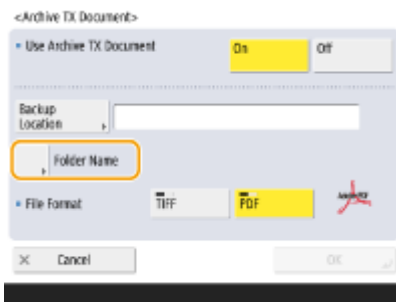 <Archive TX Document>
Use Archive TX Document
On
Off
Backup
Location
Folder Name
File Format
TIFF
PDF
Cancel
OK